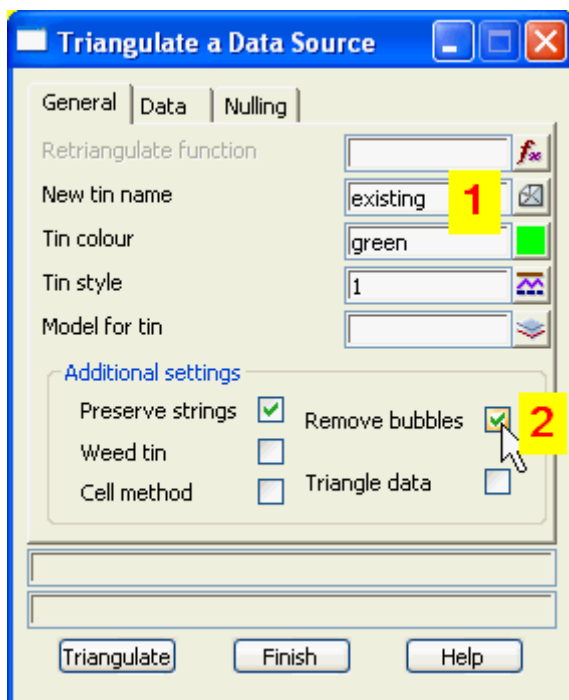 Triangulate a Data Source
General Data Nulling
Retriangulate function
New tin name existing 1
Tin colour green
Tin style 1
Model for tin
Additional settings
Preserve strings Remove bubbles 2
Weed tin
Cell method Triangle data
Triangulate Finish Help